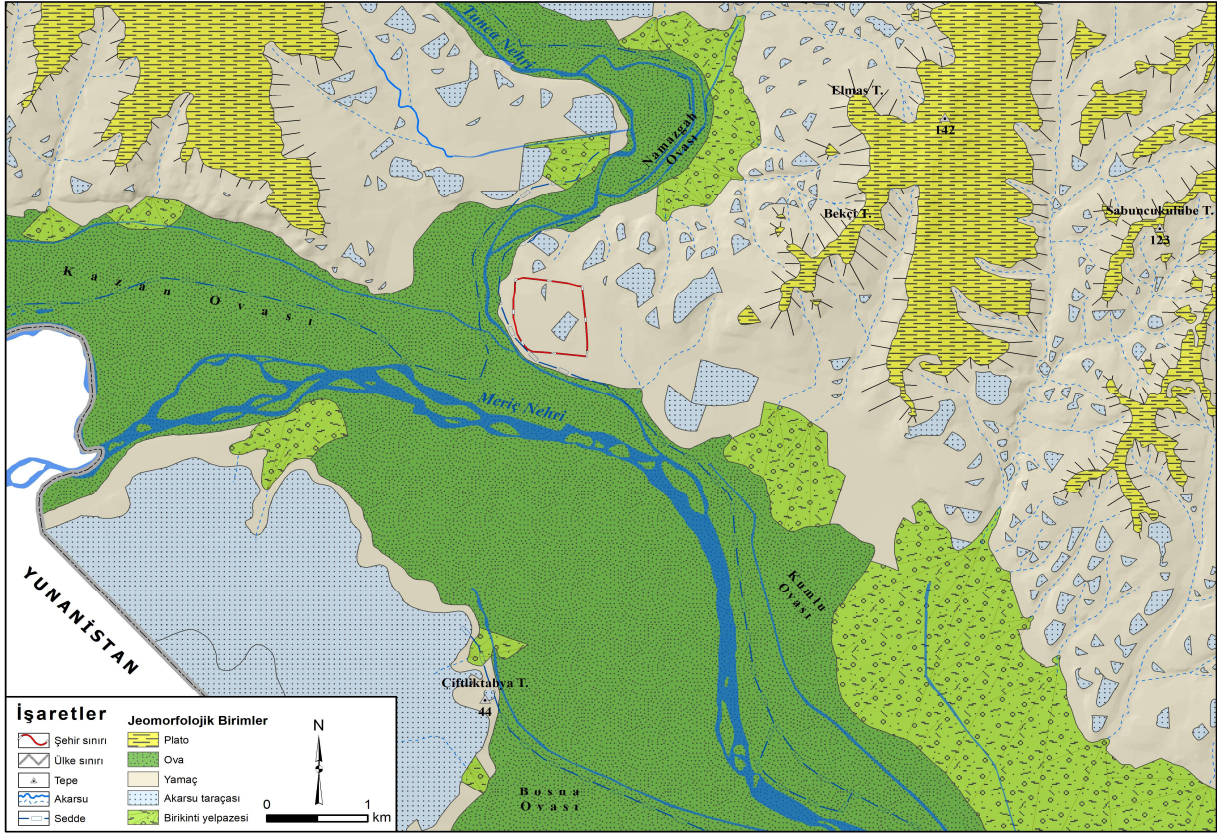 Tunca Nehri
Elmas T.
142
Namazgah
Ovası
Bekçi T.
Sabuncukulübe T.
123
Kazan Ovası
Meriç Nehri
Kumlu
Ovası
YUNANİSTAN
Çiftliktabya T.
44
Bosna
Ovası
İşaretler
Şehir sınırı
Ülke sınırı
Tepe
Akarsu
Sedde
Jeomorfolojik Birimler
Plato
Ova
Yamaç
Akarsu taraçası
Birikinti yelpazesi
N
0 1
km